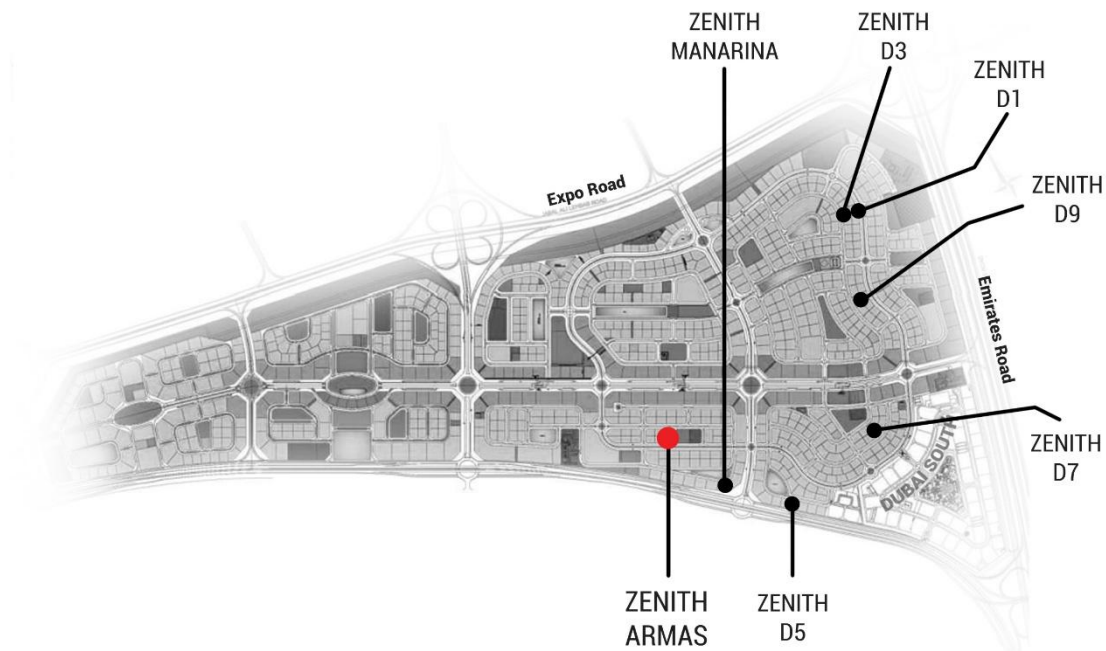 ZENITH
MANARINA
ZENITH
D3
ZENITH
D1
ZENITH
D9
Expo Road
Emirates Road
ZENITH
D7
DUBAI SOUTH
ZENITH
ARMAS
ZENITH
D5